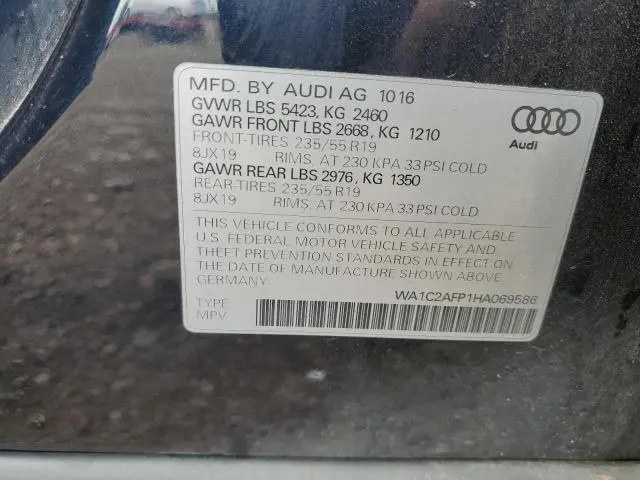 MFD. BY AUDI AG 1016
GVWR LBS 5423, KG 2460
GAWR FRONT LBS 2668, KG 1210
FRONT-TIRES 235/55 R19
8JX19 RIMS, AT 230 KPA 33 PSI COLD
GAWR REAR LBS 2976, KG 1350
REAR-TIRES 235/55 R19
8JX19 RIMS, AT 230 KPA 33 PSI COLD
Audi
THIS VEHICLE CONFORMS TO ALL APPLICABLE
U.S. FEDERAL MOTOR VEHICLE SAFETY AND
THEFT PREVENTION STANDARDS IN EFFECT ON
THE DATE OF MANUFACTURE SHOWN ABOVE
GERMANY
WA1C2AFP1HA069586
TYPE
MPV